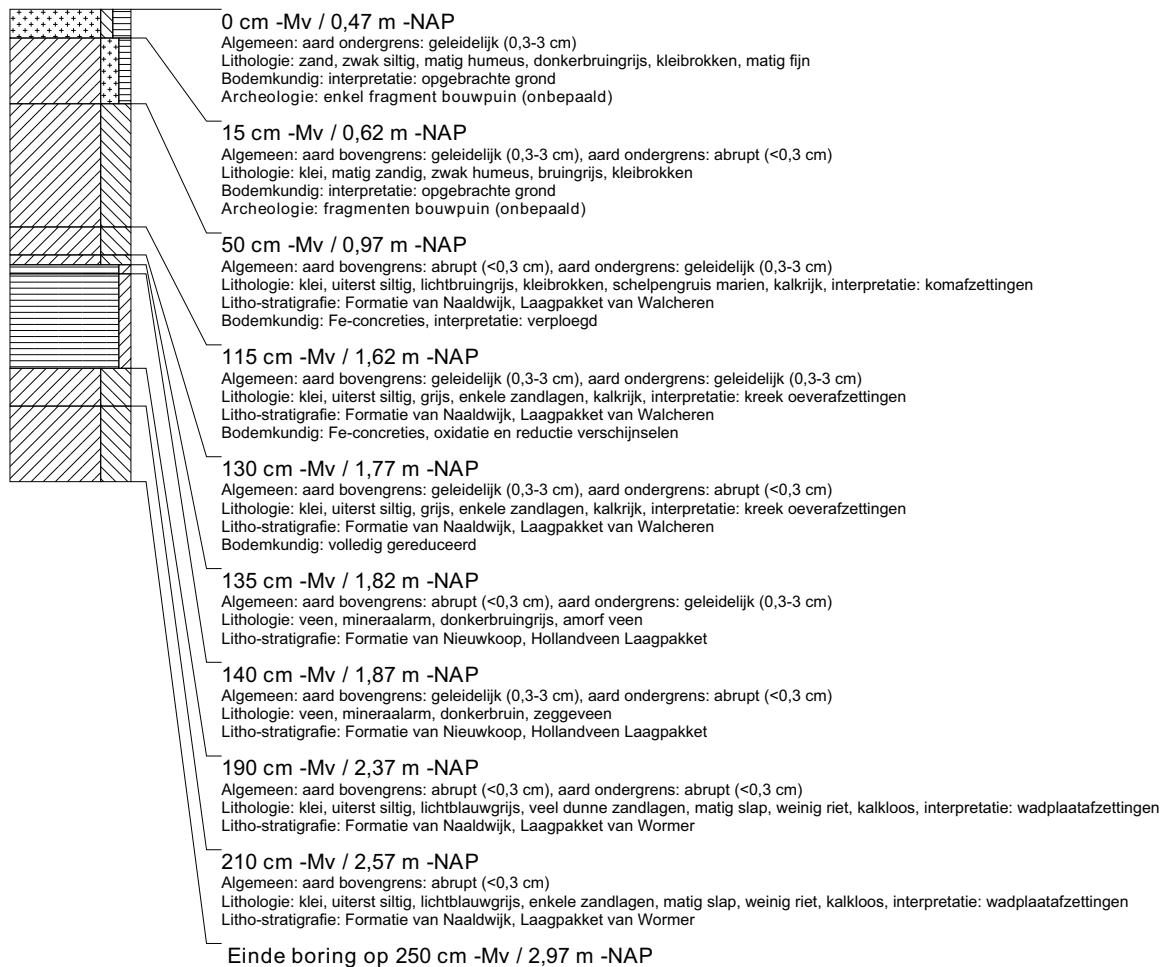 0 cm -Mv / 0,47 m -NAP
Algemeen: aard ondergrens: geleidelijk (0,3-3 cm)
Lithologie: zand, zwak siltig, matig humeus, donkerbruingrijs, kleibrokken, matig fijn
Bodemkundig: interpretatie: opgebrachte grond
Archeologie: enkel fragment bouwpuin (onbepaald)
15 cm -Mv / 0,62 m -NAP
Algemeen: aard bovengrens: geleidelijk (0,3-3 cm), aard ondergrens: abrupt (<0,3 cm)
Lithologie: klei, matig zandig, zwak humeus, bruingrijs, kleibrokken
Bodemkundig: interpretatie: opgebrachte grond
Archeologie: fragmenten bouwpuin (onbepaald)
50 cm -Mv / 0,97 m -NAP
Algemeen: aard bovengrens: abrupt (<0,3 cm), aard ondergrens: geleidelijk (0,3-3 cm)
Lithologie: klei, uiterst siltig, lichtbruingrijs, kleibrokken, schelpengruis marien, kalkrijk, interpretatie: komafzettingen
Litho-stratigrafie: Formatie van Naaldwijk, Laagpakket van Walcheren
Bodemkundig: Fe-concreties, interpretatie: verploegd
115 cm -Mv / 1,62 m -NAP
Algemeen: aard bovengrens: geleidelijk (0,3-3 cm), aard ondergrens: geleidelijk (0,3-3 cm)
Lithologie: klei, uiterst siltig, grijs, enkele zandlagen, kalkrijk, interpretatie: kreek oeverafzettingen
Litho-stratigrafie: Formatie van Naaldwijk, Laagpakket van Walcheren
Bodemkundig: Fe-concreties, oxidatie en reductie verschijnselen
130 cm -Mv / 1,77 m -NAP
Algemeen: aard bovengrens: geleidelijk (0,3-3 cm), aard ondergrens: abrupt (<0,3 cm)
Lithologie: klei, uiterst siltig, grijs, enkele zandlagen, kalkrijk, interpretatie: kreek oeverafzettingen
Litho-stratigrafie: Formatie van Naaldwijk, Laagpakket van Walcheren
Bodemkundig: volledig gereduceerd
135 cm -Mv / 1,82 m -NAP
Algemeen: aard bovengrens: abrupt (<0,3 cm), aard ondergrens: geleidelijk (0,3-3 cm)
Lithologie: veen, mineraalarm, donkerbruingrijs, amorf veen
Litho-stratigrafie: Formatie van Nieuwkoop, Hollandveen Laagpakket
140 cm -Mv / 1,87 m -NAP
Algemeen: aard bovengrens: geleidelijk (0,3-3 cm), aard ondergrens: abrupt (<0,3 cm)
Lithologie: veen, mineraalarm, donkerbruin, zeggeveen
Litho-stratigrafie: Formatie van Nieuwkoop, Hollandveen Laagpakket
190 cm -Mv / 2,37 m -NAP
Algemeen: aard bovengrens: abrupt (<0,3 cm), aard ondergrens: abrupt (<0,3 cm)
Lithologie: klei, uiterst siltig, lichtblauwgrijs, veel dunne zandlagen, matig slap, weinig riet, kalkloos, interpretatie: wadplaatafzettingen
Litho-stratigrafie: Formatie van Naaldwijk, Laagpakket van Wormer
210 cm -Mv / 2,57 m -NAP
Algemeen: aard bovengrens: abrupt (<0,3 cm)
Lithologie: klei, uiterst siltig, lichtblauwgrijs, enkele zandlagen, matig slap, weinig riet, kalkloos, interpretatie: wadplaatafzettingen
Litho-stratigrafie: Formatie van Naaldwijk, Laagpakket van Wormer
Einde boring op 250 cm -Mv / 2,97 m -NAP